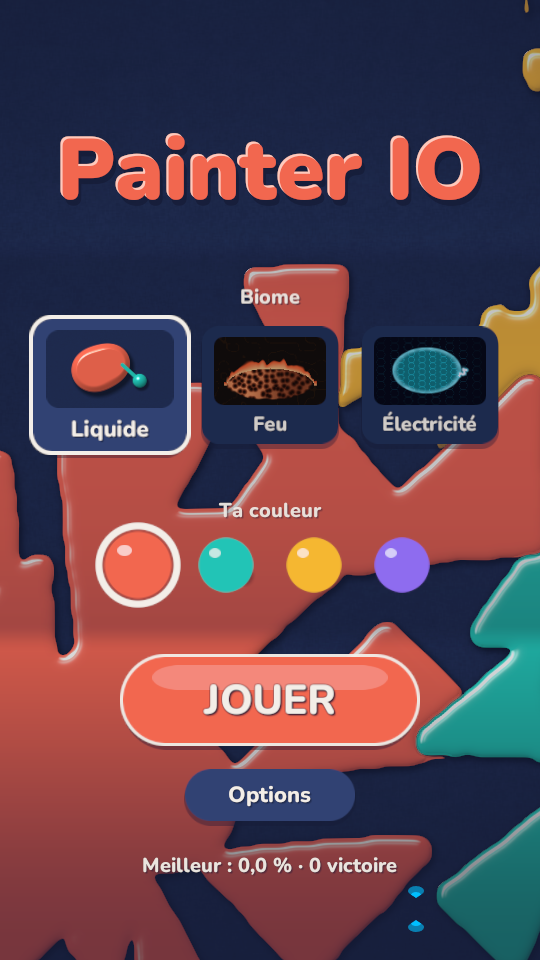 Painter IO
Biome
Liquide
Feu
Électricité
Ta couleur
JOUER
Options
Meilleur : 0,0 % · 0 victoire